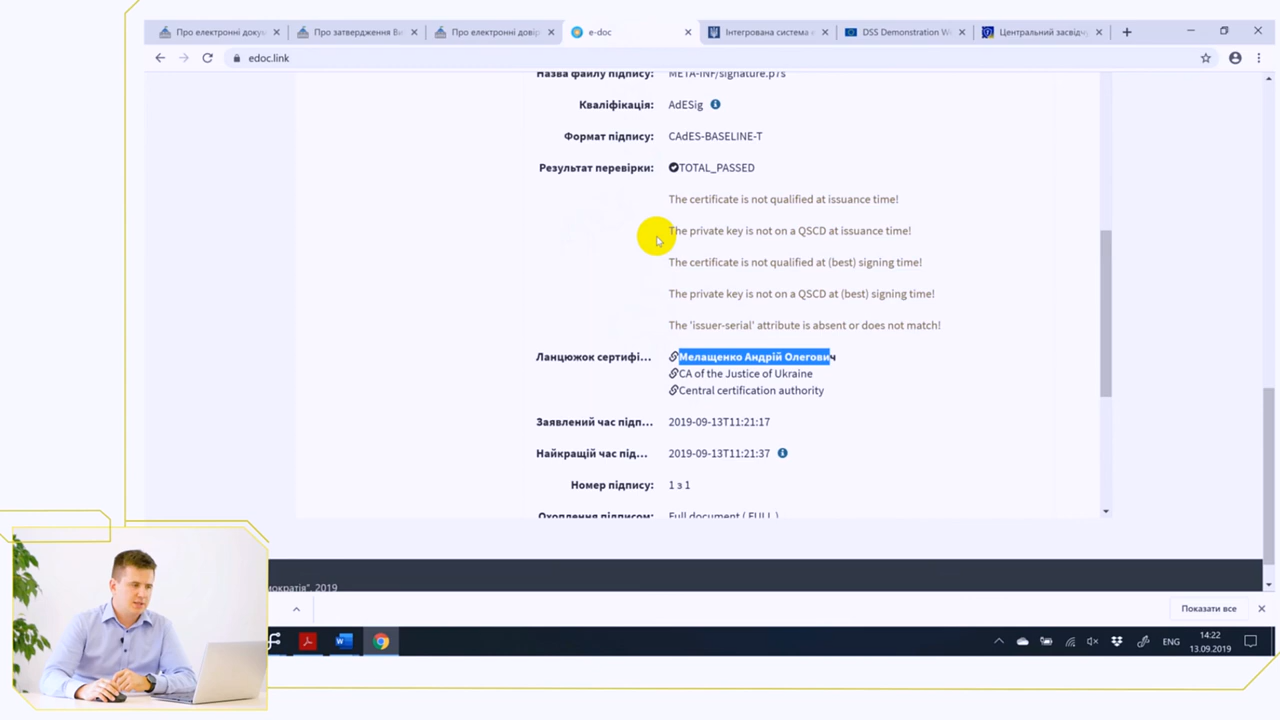 Про електронні докум
Про затвердження Ви
Про електронні довір
e-doc
Інтегрована система е
DSS Demonstration W
Центральний засвідч
edoc.link
Назва файлу підпису: META-INF/signature.p7s
Кваліфікація: AdESig
Формат підпису: CAdES-BASELINE-T
Результат перевірки: TOTAL_PASSED
The certificate is not qualified at issuance time!
The private key is not on a QSCD at issuance time!
The certificate is not qualified at (best) signing time!
The private key is not on a QSCD at (best) signing time!
The 'issuer-serial' attribute is absent or does not match!
Ланцюжок сертифі... Мелащенко Андрій Олегович
CA of the Justice of Ukraine
Central certification authority
Заявлений час підп... 2019-09-13T11:21:17
Найкращій час під... 2019-09-13T11:21:37
Номер підпису: 1 з 1
Охоплення підписом: Full document ( FULL )
мократія", 2019
Показати все
ENG
14:22
13.09.2019